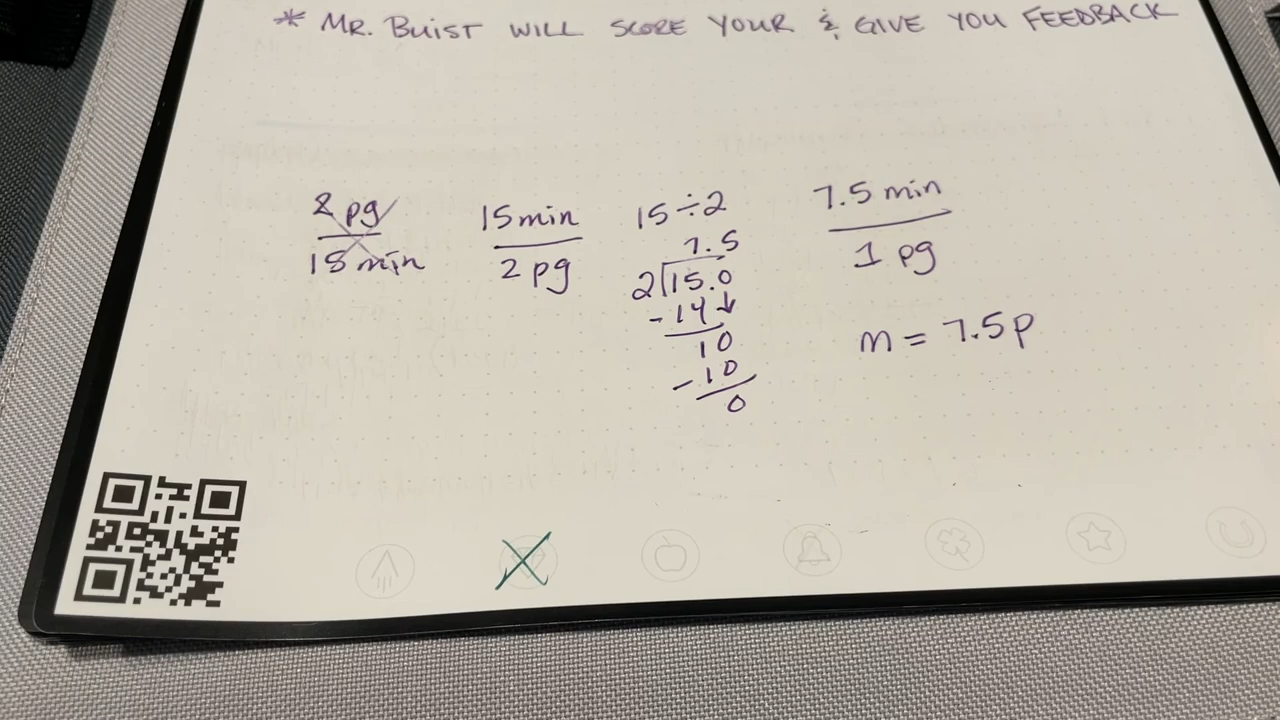 * MR. BUIST WILL SCORE YOUR & GIVE YOU FEEDBACK
2 pg
15 min
15 min
2 pg
15 ÷ 2
7.5
2 15.0
- 14 ↓
10
- 10
0
7.5 min
1 pg
m = 7.5p